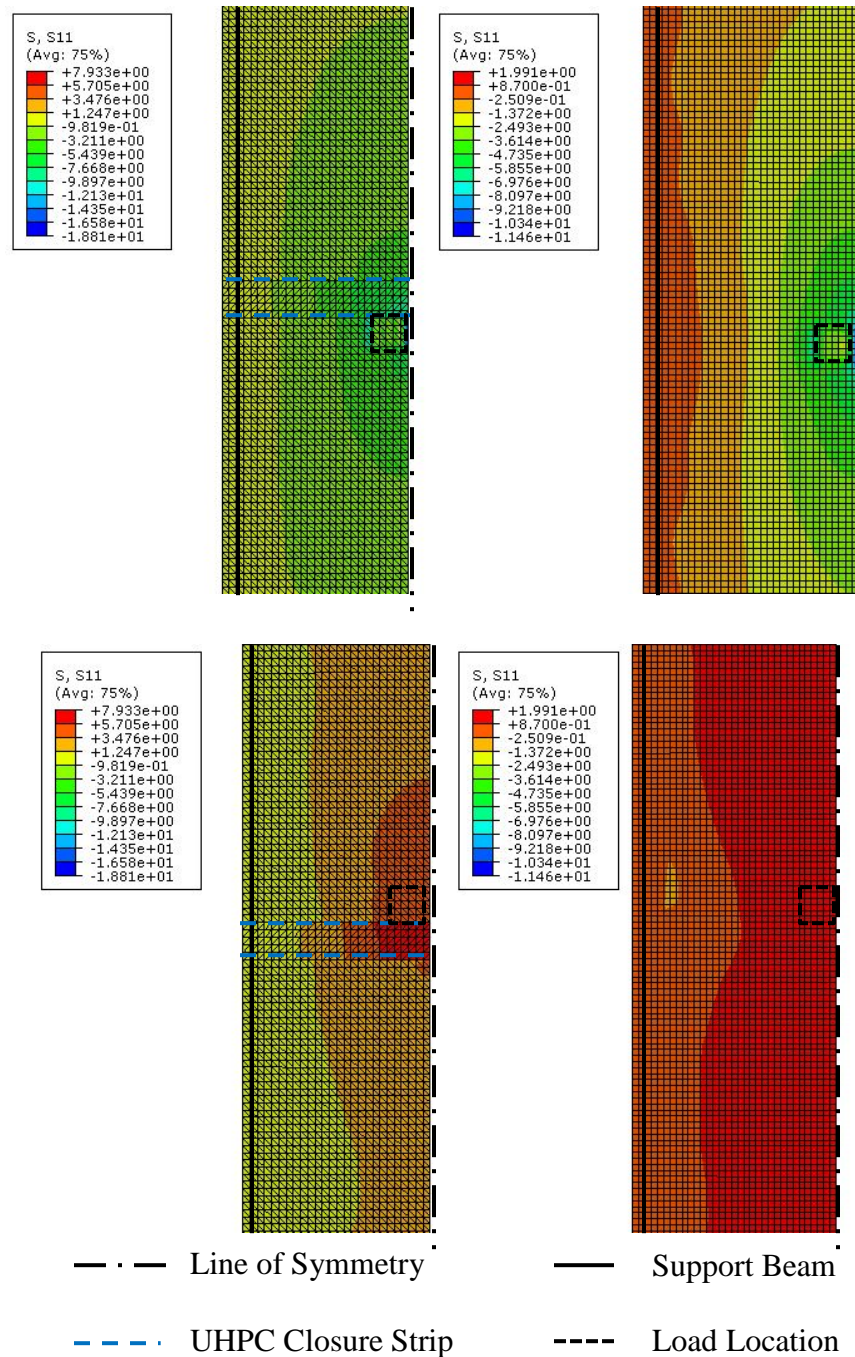 S, S11
(Avg: 75%)
+7.933e+00
+5.705e+00
+3.476e+00
+1.247e+00
-9.819e-01
-3.211e+00
-5.439e+00
-7.668e+00
-9.897e+00
-1.213e+01
-1.435e+01
-1.658e+01
-1.881e+01
S, S11
(Avg: 75%)
+1.991e+00
+8.700e-01
-2.509e-01
-1.372e+00
-2.493e+00
-3.614e+00
-4.735e+00
-5.855e+00
-6.976e+00
-8.097e+00
-9.218e+00
-1.034e+01
-1.146e+01
S, S11
(Avg: 75%)
+7.933e+00
+5.705e+00
+3.476e+00
+1.247e+00
-9.819e-01
-3.211e+00
-5.439e+00
-7.668e+00
-9.897e+00
-1.213e+01
-1.435e+01
-1.658e+01
-1.881e+01
S, S11
(Avg: 75%)
+1.991e+00
+8.700e-01
-2.509e-01
-1.372e+00
-2.493e+00
-3.614e+00
-4.735e+00
-5.855e+00
-6.976e+00
-8.097e+00
-9.218e+00
-1.034e+01
-1.146e+01
Line of Symmetry
Support Beam
UHPC Closure Strip
Load Location